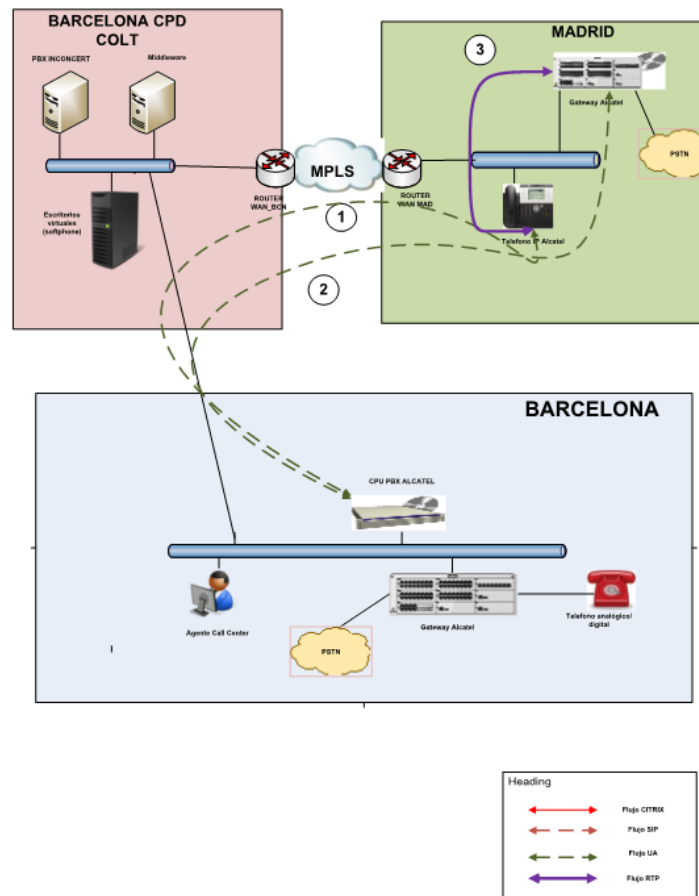 BARCELONA CPD
COLT
PBX INCONCERT
Middleware
Escritorios
virtuales
(softphone)
ROUTER
WAN_BCN
MPLS
MADRID
3
Gateway Alcatel
PSTN
ROUTER
WAN MAD
Telefono IP Alcatel
1
2
BARCELONA
CPU PBX ALCATEL
Agente Call Center
PSTN
Gateway Alcatel
Telefono analógico/
digital
Heading
Flujo CITRIX
Flujo SIP
Flujo UA
Flujo RTP